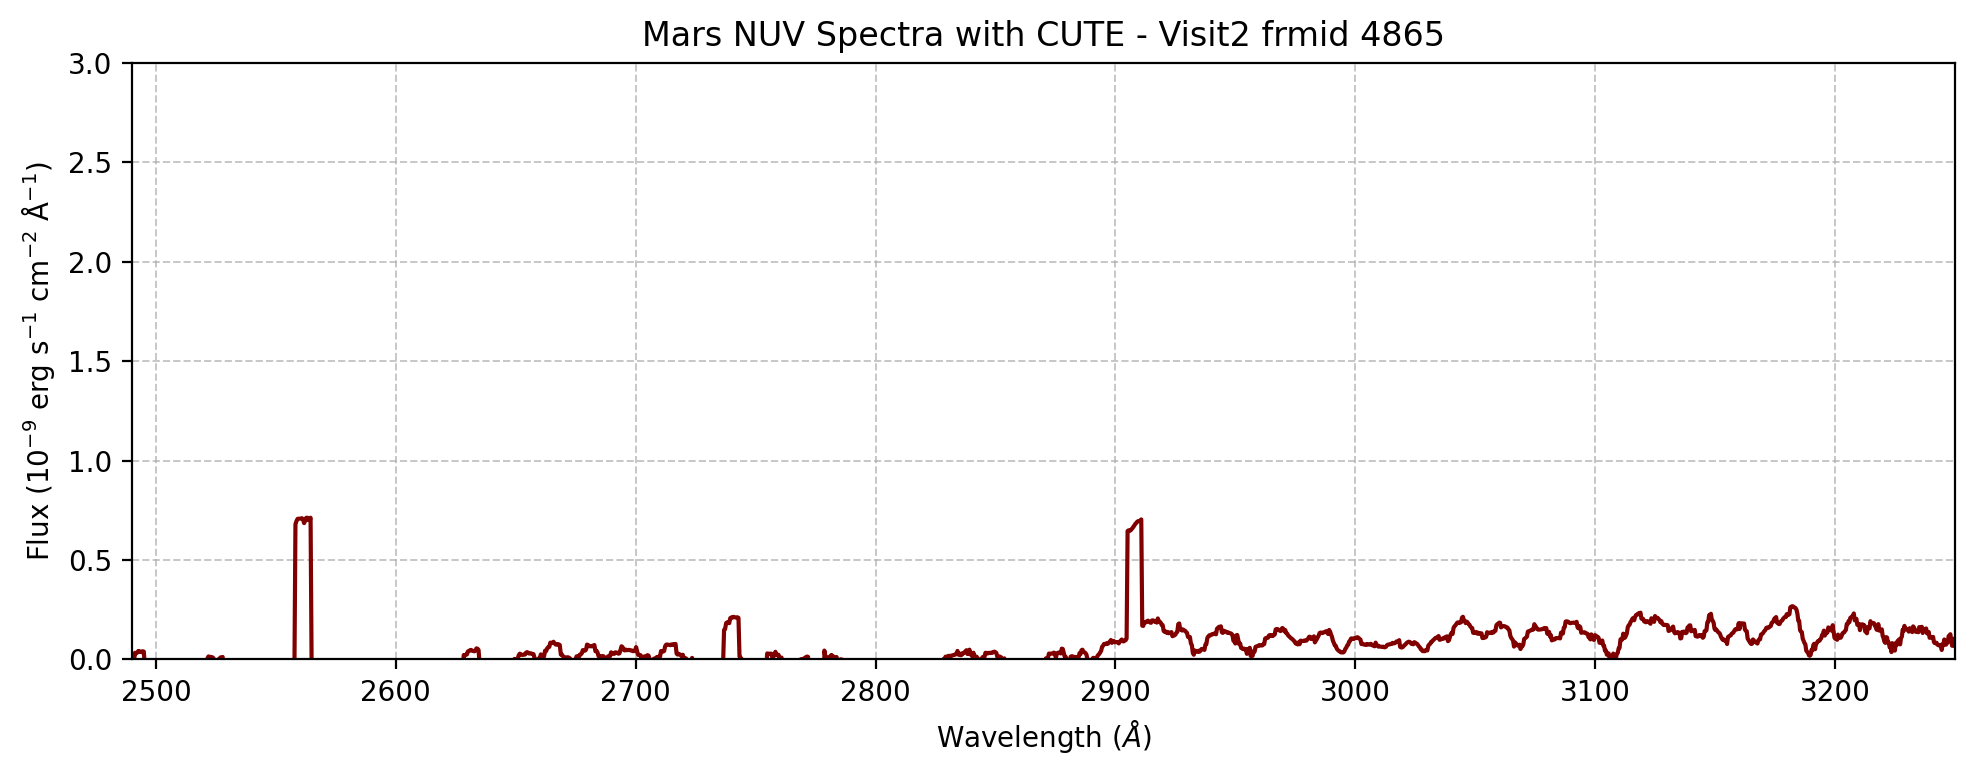 Mars NUV Spectra with CUTE - Visit2 frmid 4865
Flux (10⁻⁹ erg s⁻¹ cm⁻² Å⁻¹)
3.0
2.5
2.0
1.5
1.0
0.5
0.0
2500 2600 2700 2800 2900 3000 3100 3200
Wavelength (Å)